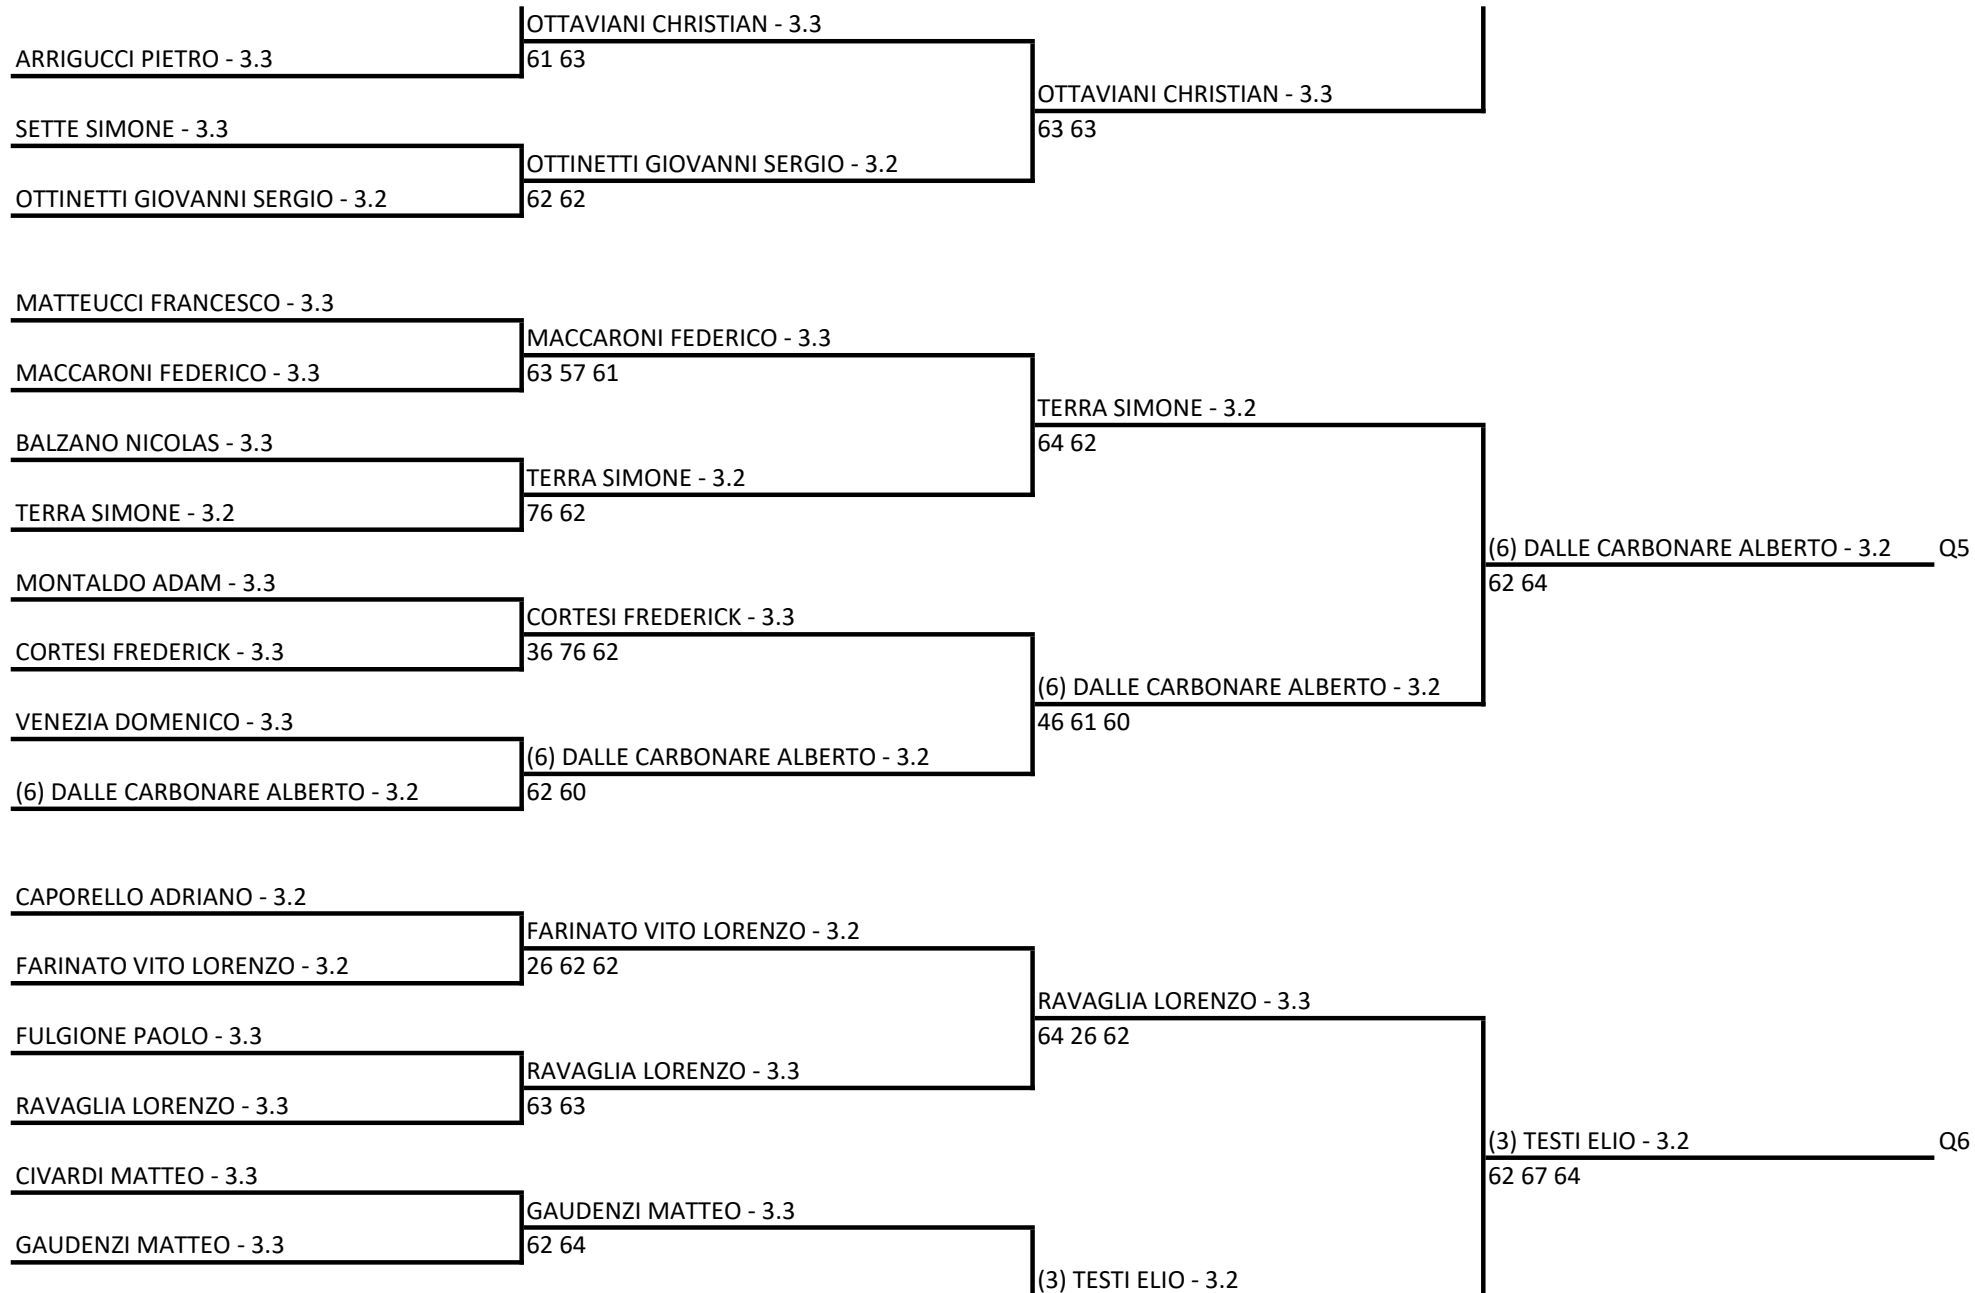 OTTAVIANI CHRISTIAN - 3.3
ARRIGUCCI PIETRO - 3.3
61 63
OTTAVIANI CHRISTIAN - 3.3
SETTE SIMONE - 3.3
63 63
OTTINETTI GIOVANNI SERGIO - 3.2
OTTINETTI GIOVANNI SERGIO - 3.2
62 62
MATTEUCCI FRANCESCO - 3.3
MACCARONI FEDERICO - 3.3
MACCARONI FEDERICO - 3.3
63 57 61
TERRA SIMONE - 3.2
BALZANO NICOLAS - 3.3
64 62
TERRA SIMONE - 3.2
TERRA SIMONE - 3.2
76 62
(6) DALLE CARBONARE ALBERTO - 3.2
Q5
MONTALDO ADAM - 3.3
62 64
CORTESI FREDERICK - 3.3
CORTESI FREDERICK - 3.3
36 76 62
(6) DALLE CARBONARE ALBERTO - 3.2
VENEZIA DOMENICO - 3.3
46 61 60
(6) DALLE CARBONARE ALBERTO - 3.2
(6) DALLE CARBONARE ALBERTO - 3.2
62 60
CAPORELLO ADRIANO - 3.2
FARINATO VITO LORENZO - 3.2
FARINATO VITO LORENZO - 3.2
26 62 62
RAVAGLIA LORENZO - 3.3
FULGIONE PAOLO - 3.3
64 26 62
RAVAGLIA LORENZO - 3.3
RAVAGLIA LORENZO - 3.3
63 63
(3) TESTI ELIO - 3.2
Q6
CIVARDI MATTEO - 3.3
62 67 64
GAUDENZI MATTEO - 3.3
GAUDENZI MATTEO - 3.3
62 64
(3) TESTI ELIO - 3.2